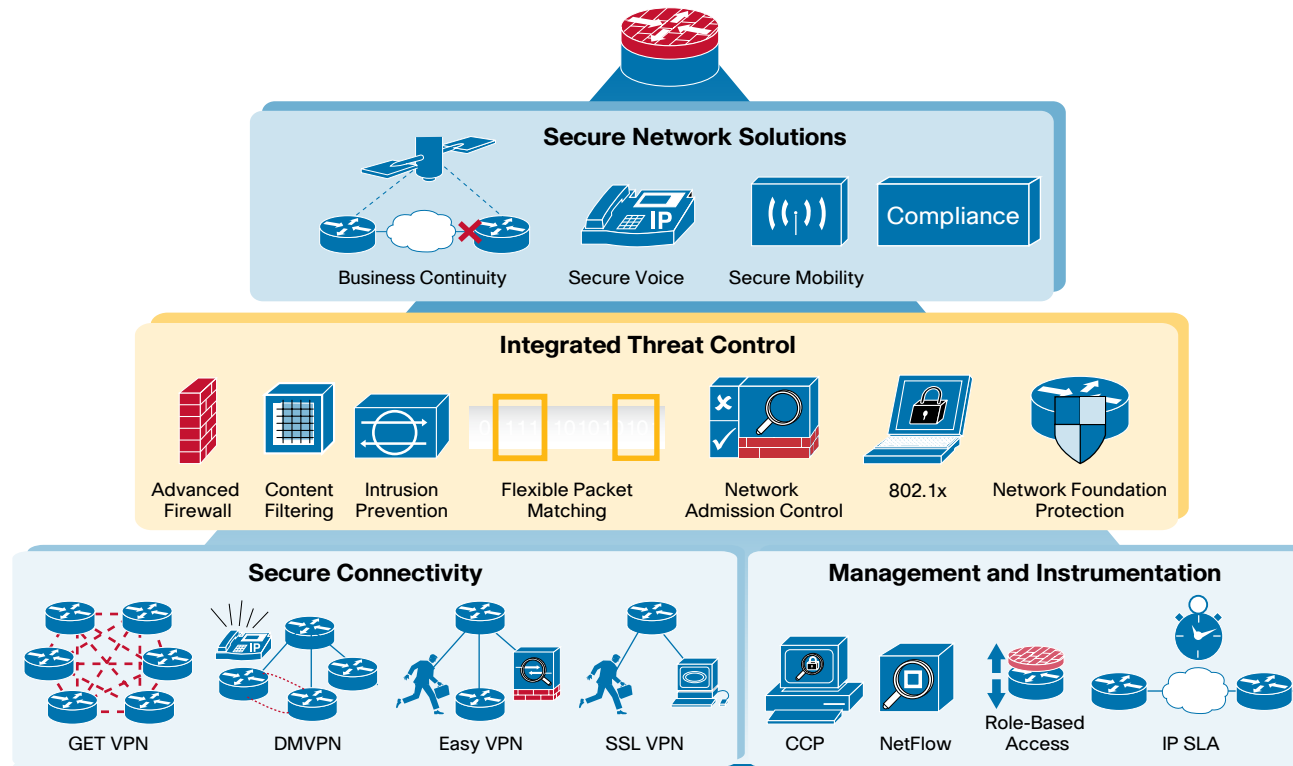 Secure Network Solutions
IP
Compliance
Business Continuity
Secure Voice
Secure Mobility
Integrated Threat Control
Advanced
Firewall
Content
Filtering
Intrusion
Prevention
Flexible Packet
Matching
Network
Admission Control
802.1x
Network Foundation
Protection
Secure Connectivity
IP
GET VPN
DMVPN
Easy VPN
SSL VPN
Management and Instrumentation
CCP
NetFlow
Role-Based
Access
IP SLA